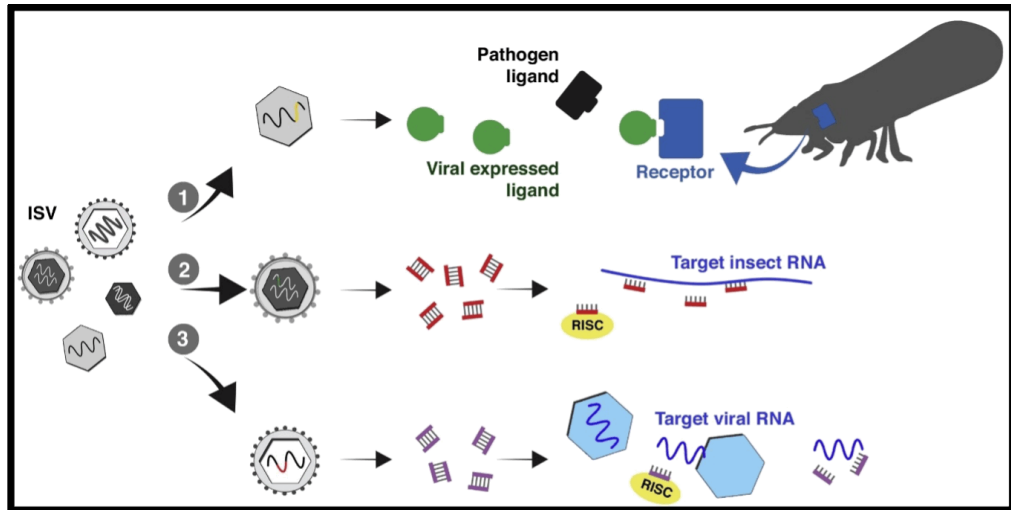 Pathogen
ligand
Viral expressed
ligand
Receptor
ISV
1
2
3
Target insect RNA
RISC
Target viral RNA
RISC